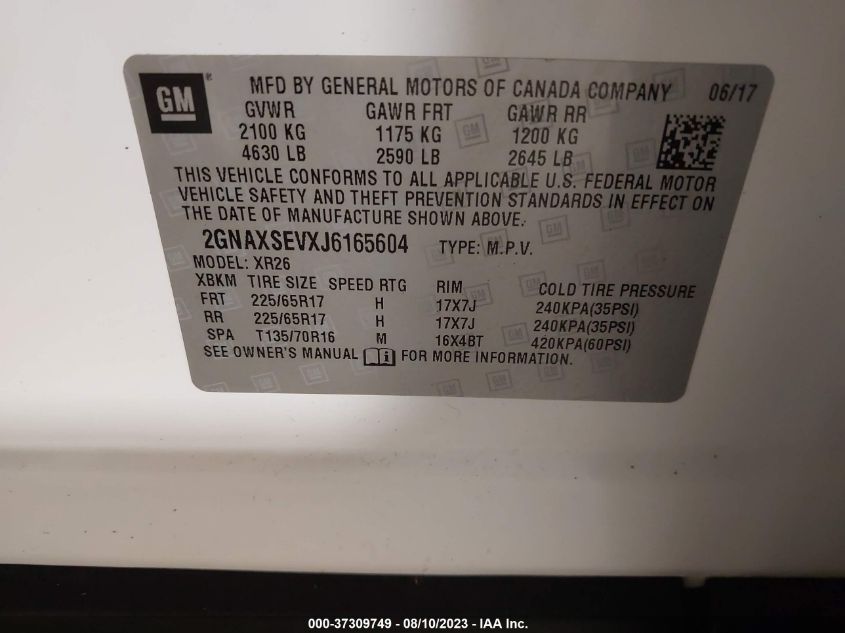 GM ®
MFD BY GENERAL MOTORS OF CANADA COMPANY 06/17
GVWR GAWR FRT GAWR RR
2100 KG 1175 KG 1200 KG
4630 LB 2590 LB 2645 LB
THIS VEHICLE CONFORMS TO ALL APPLICABLE U.S. FEDERAL MOTOR
VEHICLE SAFETY AND THEFT PREVENTION STANDARDS IN EFFECT ON
THE DATE OF MANUFACTURE SHOWN ABOVE.
2GNAXSEVXJ6165604 TYPE: M.P.V.
MODEL: XR26
XBKM TIRE SIZE SPEED RTG RIM COLD TIRE PRESSURE
FRT 225/65R17 H 17X7J 240KPA(35PSI)
RR 225/65R17 H 17X7J 240KPA(35PSI)
SPA T135/70R16 M 16X4BT 420KPA(60PSI)
SEE OWNER'S MANUAL i FOR MORE INFORMATION.
000-37309749 - 08/10/2023 - IAA Inc.